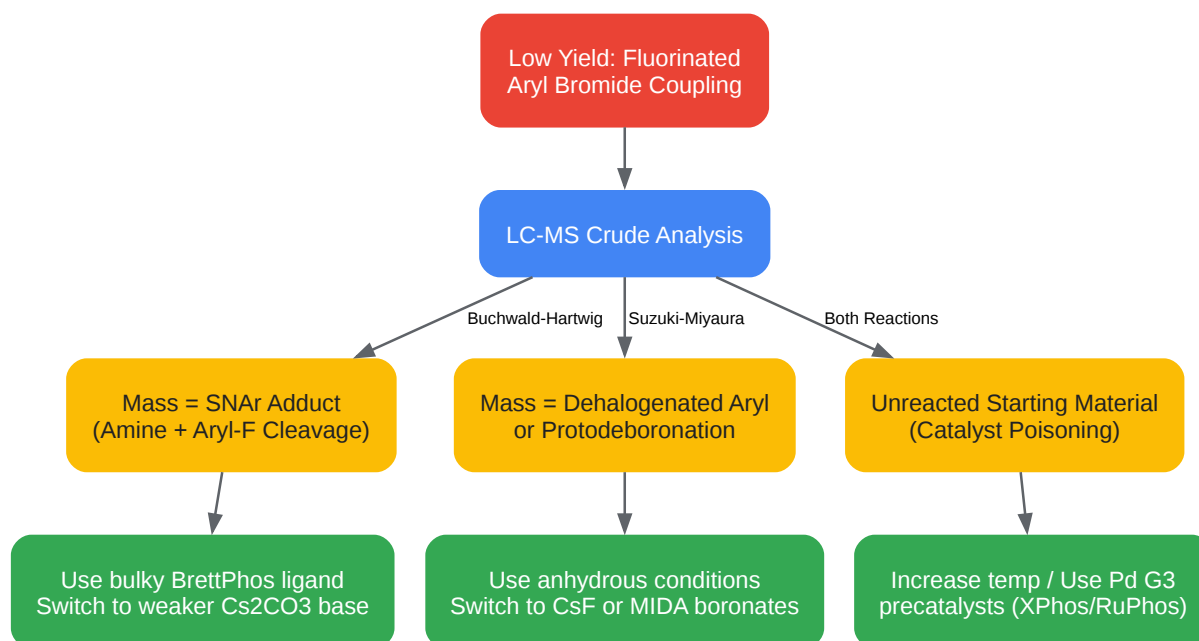 Low Yield: Fluorinated
Aryl Bromide Coupling
LC-MS Crude Analysis
Buchwald-Hartwig
Suzuki-Miyaura
Both Reactions
Mass = SNAr Adduct
(Amine + Aryl-F Cleavage)
Mass = Dehalogenated Aryl
or Protodeboronation
Unreacted Starting Material
(Catalyst Poisoning)
Use bulky BrettPhos ligand
Switch to weaker Cs2CO3 base
Use anhydrous conditions
Switch to CsF or MIDA boronates
Increase temp / Use Pd G3
precatalysts (XPhos/RuPhos)